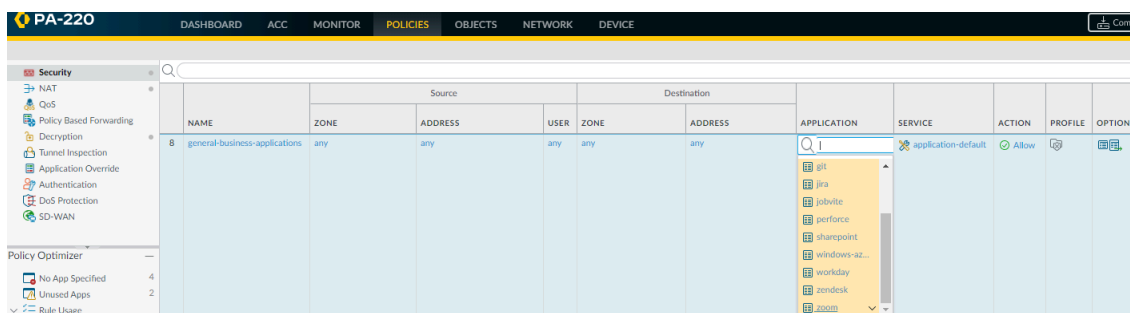 PA-220 DASHBOARD ACC MONITOR POLICIES OBJECTS NETWORK DEVICE Com
Security
NAT
QoS
Policy Based Forwarding
Decryption
Tunnel Inspection
Application Override
Authentication
DoS Protection
SD-WAN
Policy Optimizer
No App Specified 4
Unused Apps 2
Rule Usage
Source Destination
NAME ZONE ADDRESS USER ZONE ADDRESS APPLICATION SERVICE ACTION PROFILE OPTION
8 general-business-applications any any any any any application-default Allow
git
jira
jobvite
perforce
sharepoint
windows-az...
workday
zendesk
zoom